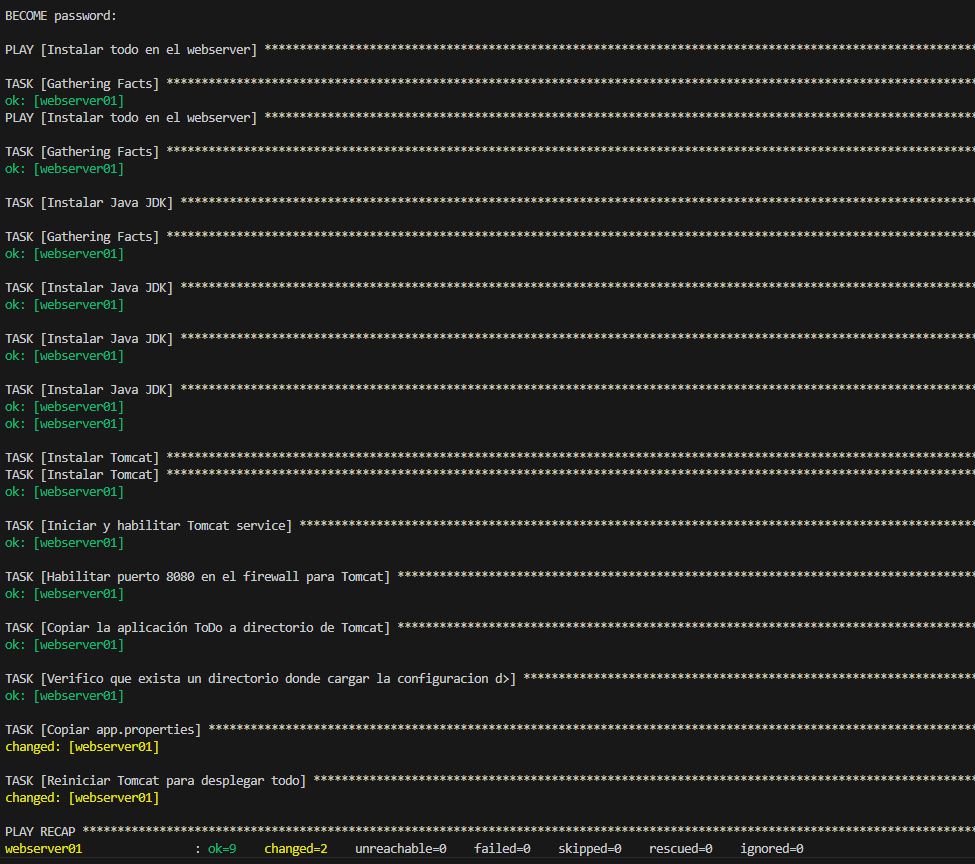 BECOME password:
PLAY [Instalar todo en el webserver] *****************************************************************************************************
TASK [Gathering Facts] *******************************************************************************************************************
ok: [webserver01]
PLAY [Instalar todo en el webserver] *****************************************************************************************************
TASK [Gathering Facts] *******************************************************************************************************************
ok: [webserver01]
TASK [Instalar Java JDK] *****************************************************************************************************************
TASK [Gathering Facts] *******************************************************************************************************************
ok: [webserver01]
TASK [Instalar Java JDK] *****************************************************************************************************************
ok: [webserver01]
TASK [Instalar Java JDK] *****************************************************************************************************************
ok: [webserver01]
TASK [Instalar Java JDK] *****************************************************************************************************************
ok: [webserver01]
ok: [webserver01]
TASK [Instalar Tomcat] *******************************************************************************************************************
TASK [Instalar Tomcat] *******************************************************************************************************************
ok: [webserver01]
TASK [Iniciar y habilitar Tomcat service] ************************************************************************************************
ok: [webserver01]
TASK [Habilitar puerto 8080 en el firewall para Tomcat] **********************************************************************************
ok: [webserver01]
TASK [Copiar la aplicación ToDo a directorio de Tomcat] **********************************************************************************
ok: [webserver01]
TASK [Verifico que exista un directorio donde cargar la configuracion d>] ****************************************************************
ok: [webserver01]
TASK [Copiar app.properties] *************************************************************************************************************
changed: [webserver01]
TASK [Reiniciar Tomcat para desplegar todo] **********************************************************************************************
changed: [webserver01]
PLAY RECAP *******************************************************************************************************************************
webserver01 : ok=9 changed=2 unreachable=0 failed=0 skipped=0 rescued=0 ignored=0